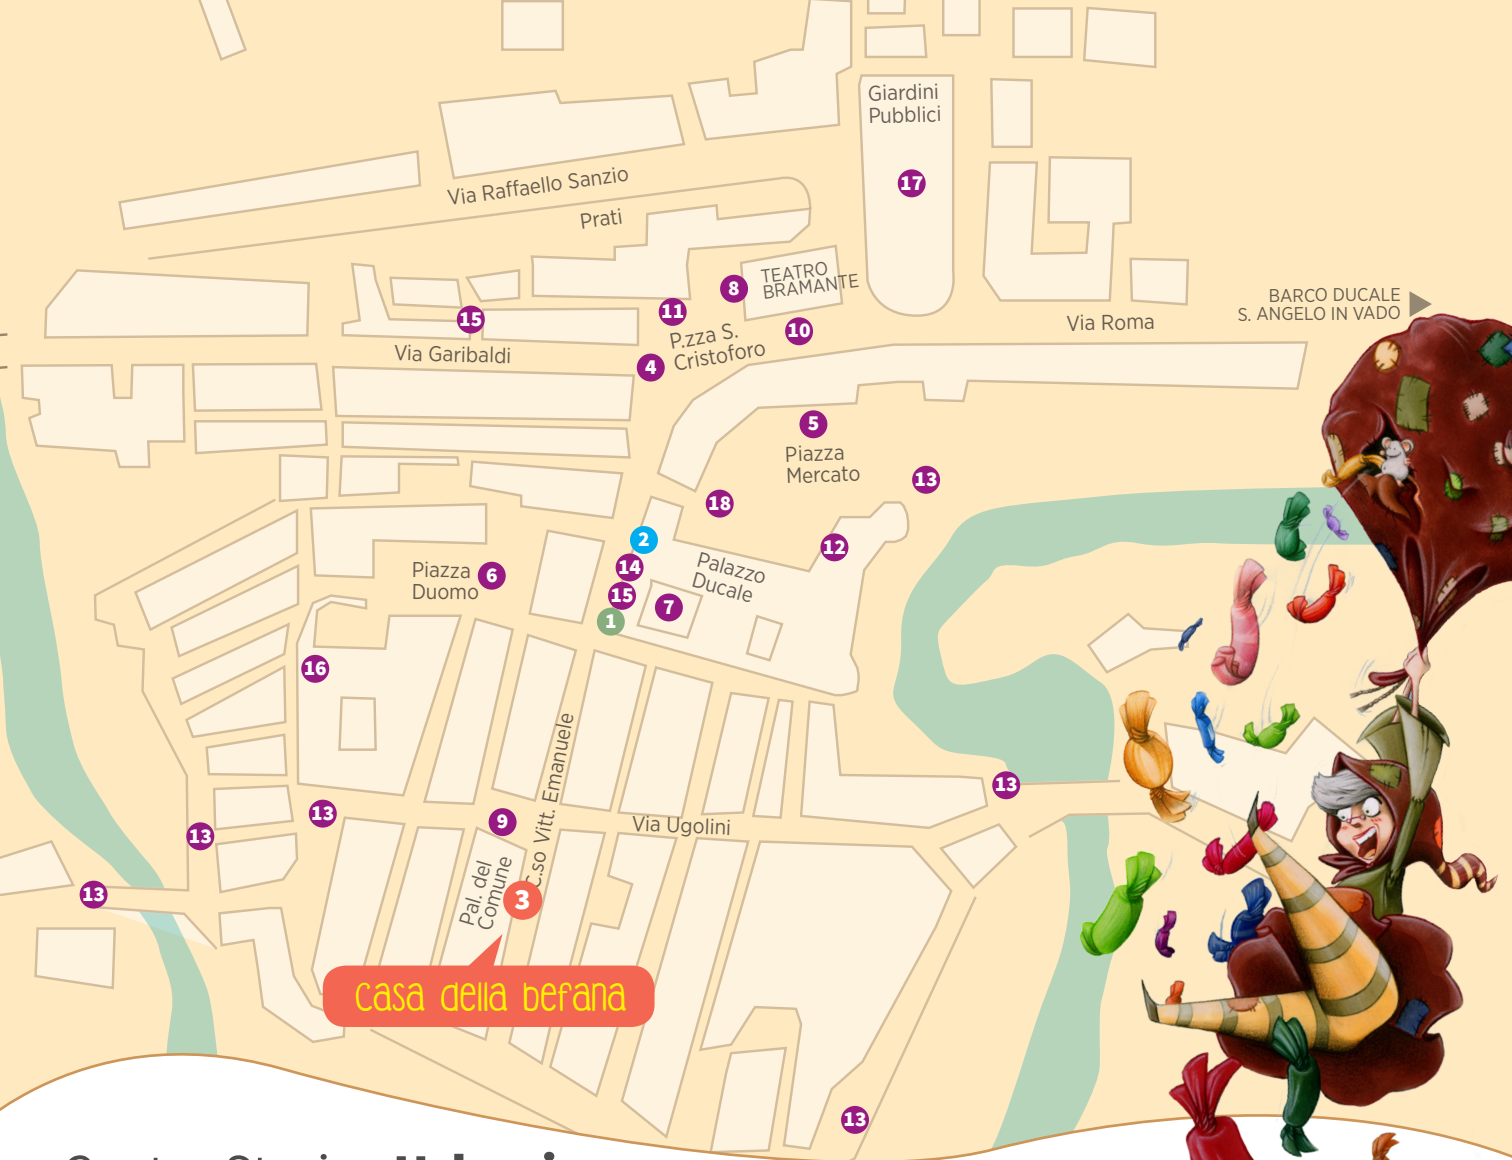 Giardini
Pubblici
17
Via Raffaello Sanzio
Prati
8
TEATRO
BRAMANTE
11
15
10
P.zza S.
Cristoforo
4
Via Garibaldi
Via Roma
BARCO DUCALE
S. ANGELO IN VADO
5
Piazza
Mercato
13
18
12
2
14
15
1
7
Palazzo
Ducale
Piazza
Duomo
6
16
13
13
13
13
9
C.so Vitt. Emanuele
Via Ugolini
Pal. del
Comune
3
casa della befana
13